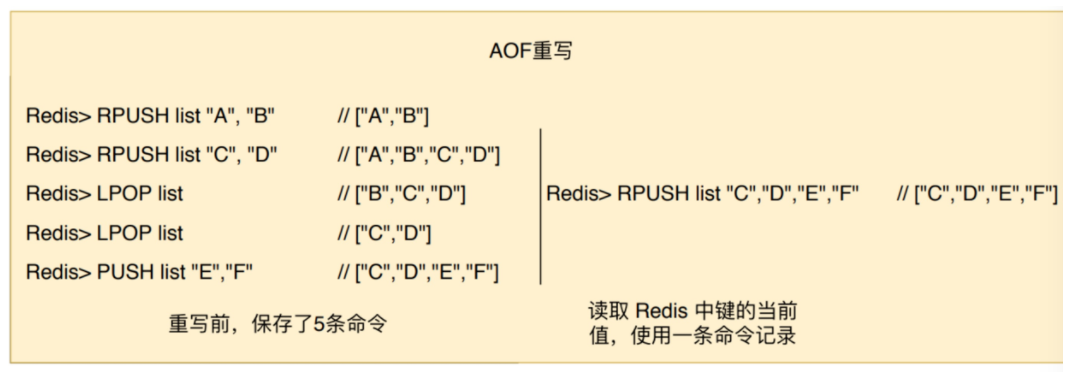 AOF重写
Redis> RPUSH list "A", "B" // ["A","B"]
Redis> RPUSH list "C", "D" // ["A","B","C","D"]
Redis> LPOP list // ["B","C","D"]
Redis> LPOP list // ["C","D"]
Redis> PUSH list "E","F" // ["C","D","E","F"]
重写前，保存了5条命令
Redis> RPUSH list "C","D","E","F" // ["C","D","E","F"]
读取 Redis 中键的当前
值，使用一条命令记录